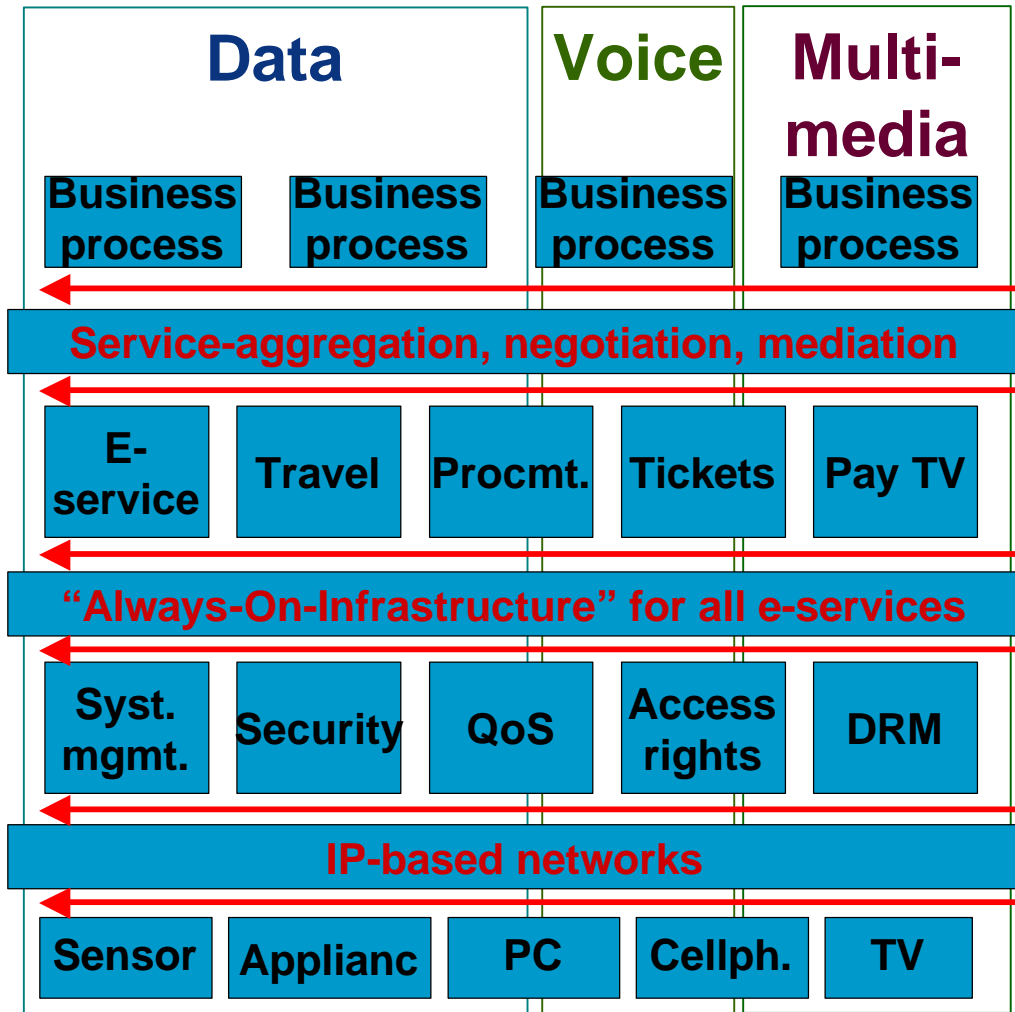 Data
Voice
Multi-
media
Business
process
Business
process
Business
process
Business
process
Service-aggregation, negotiation, mediation
E-
service
Travel
Procmt.
Tickets
Pay TV
“Always-On-Infrastructure” for all e-services
Syst.
mgmt.
Security
QoS
Access
rights
DRM
IP-based networks
Sensor
Applianc
PC
Cellph.
TV